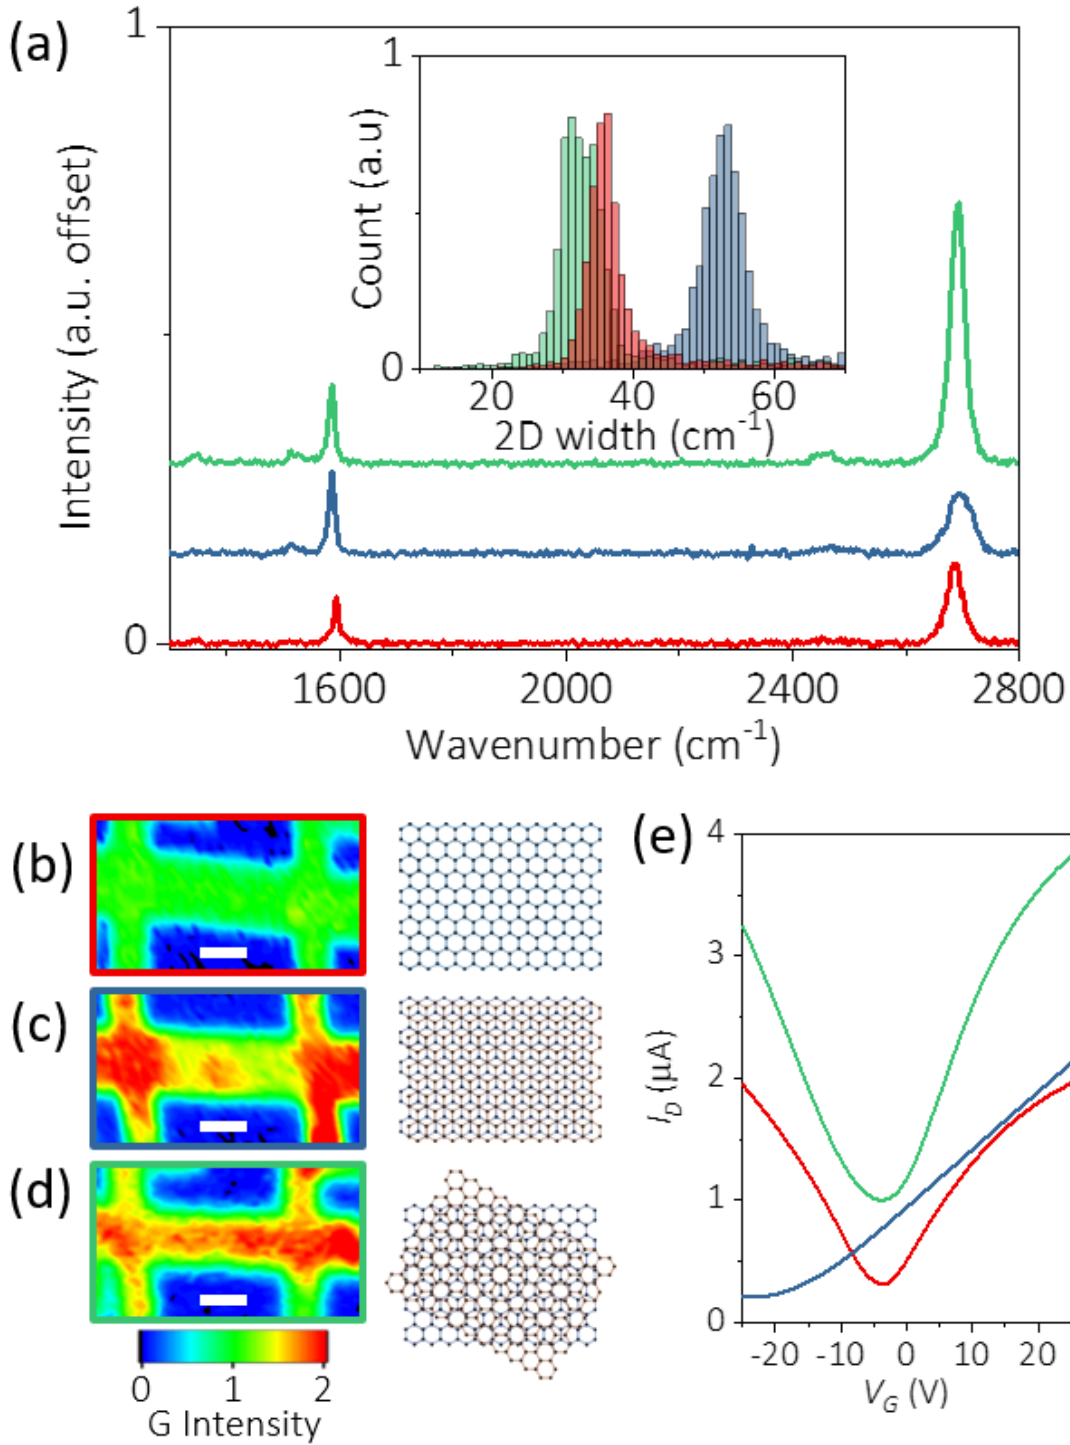 (a)
1
Intensity (a.u. offset)
0
1
Count (a.u)
0
20 40 60
2D width (cm⁻¹)
1600 2000 2400 2800
Wavenumber (cm⁻¹)
(b)
(c)
(d)
0 1 2
G Intensity
(e)
4
3
2
1
0
I_D (µA)
-20 -10 0 10 20
V_G (V)